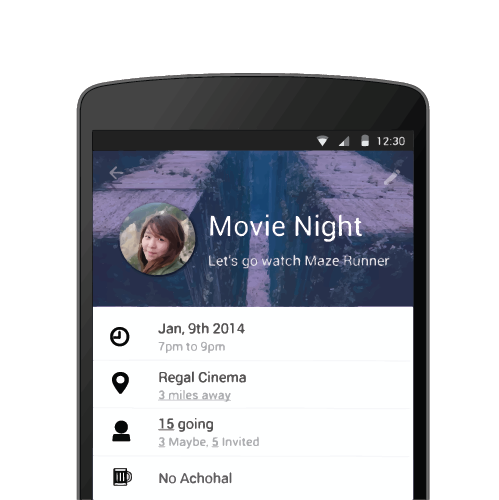 12:30
Movie Night
Let's go watch Maze Runner
Jan, 9th 2014
7pm to 9pm
Regal Cinema
3 miles away
15 going
3 Maybe, 5 Invited
No Achohal